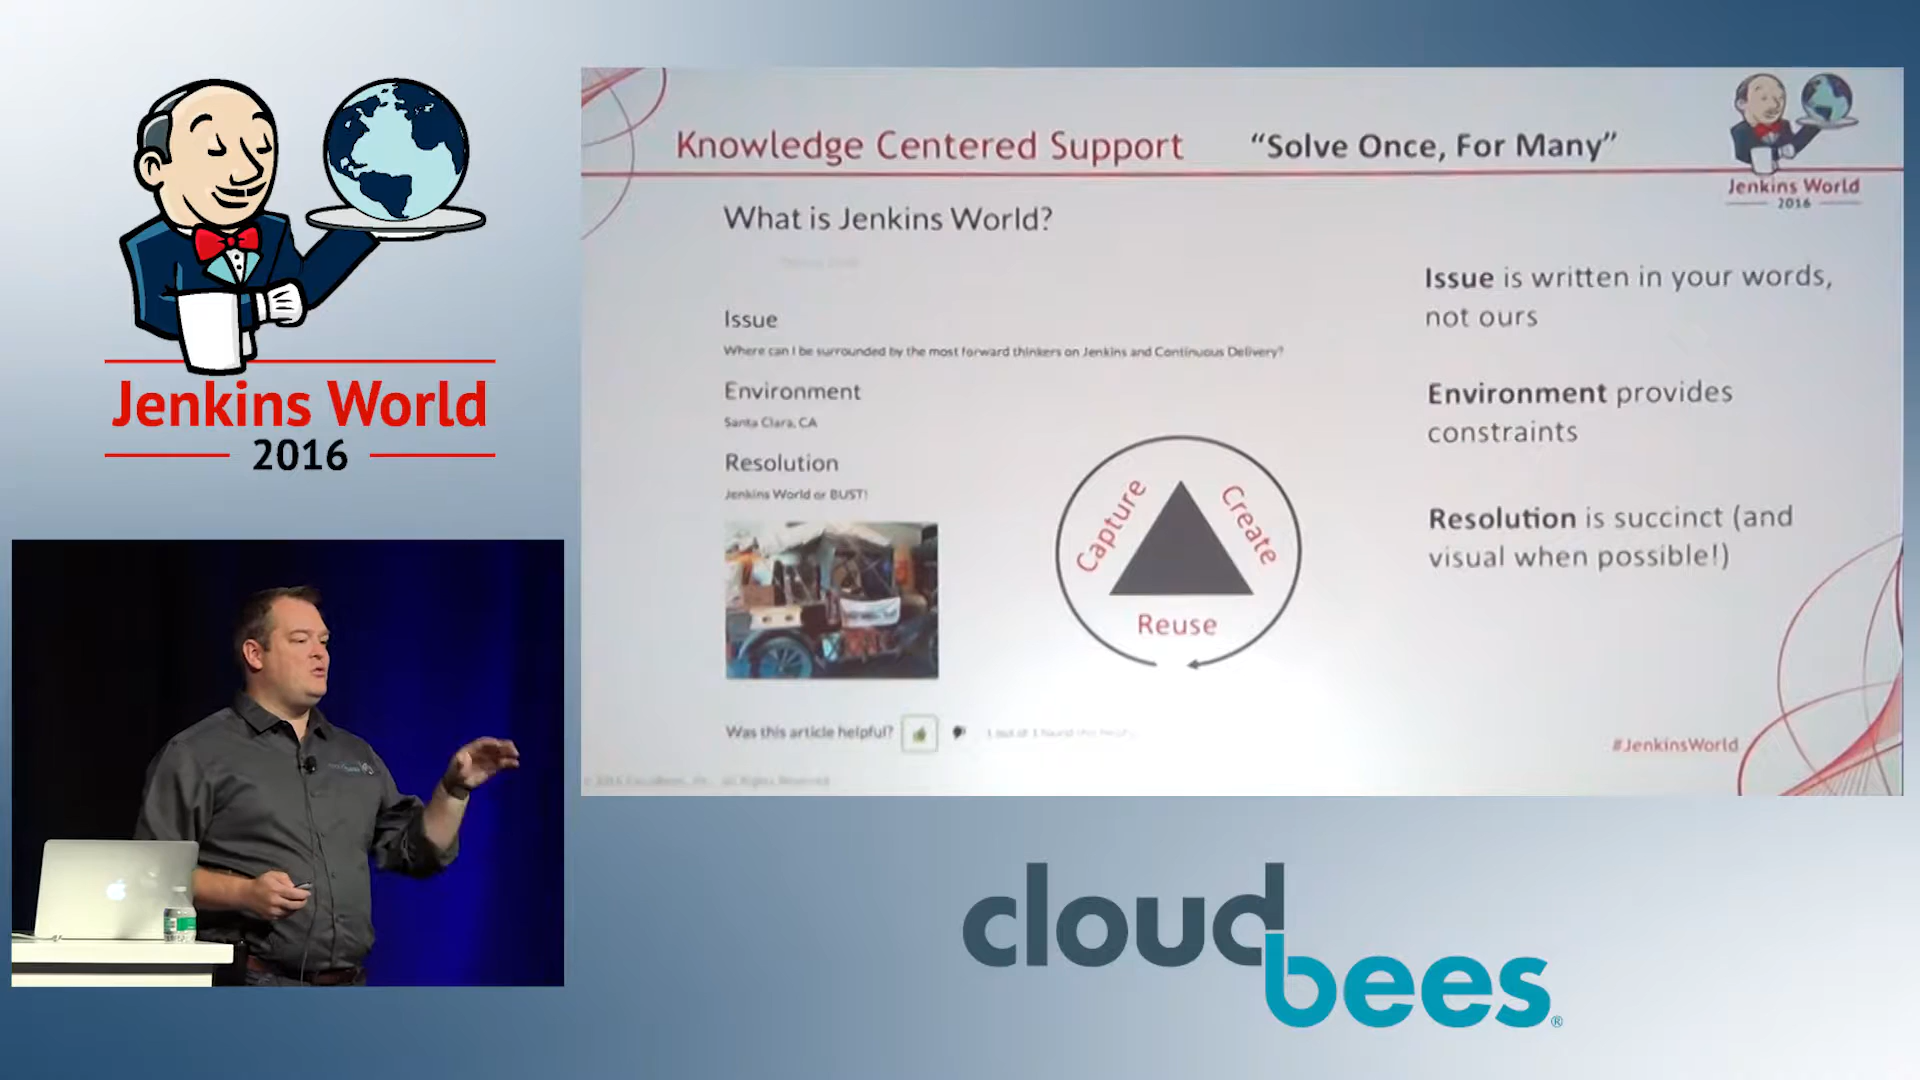 Jenkins World
2016
Knowledge Centered Support
“Solve Once, For Many”
Jenkins World
2016
What is Jenkins World?
Issue
Where can I be surrounded by the most forward thinkers on Jenkins and Continuous Delivery?
Environment
Santa Clara, CA
Resolution
Jenkins World or BUST!
Capture
Create
Reuse
Was this article helpful?
Issue is written in your words,
not ours
Environment provides
constraints
Resolution is succinct (and
visual when possible!)
#JenkinsWorld
cloud
bees®